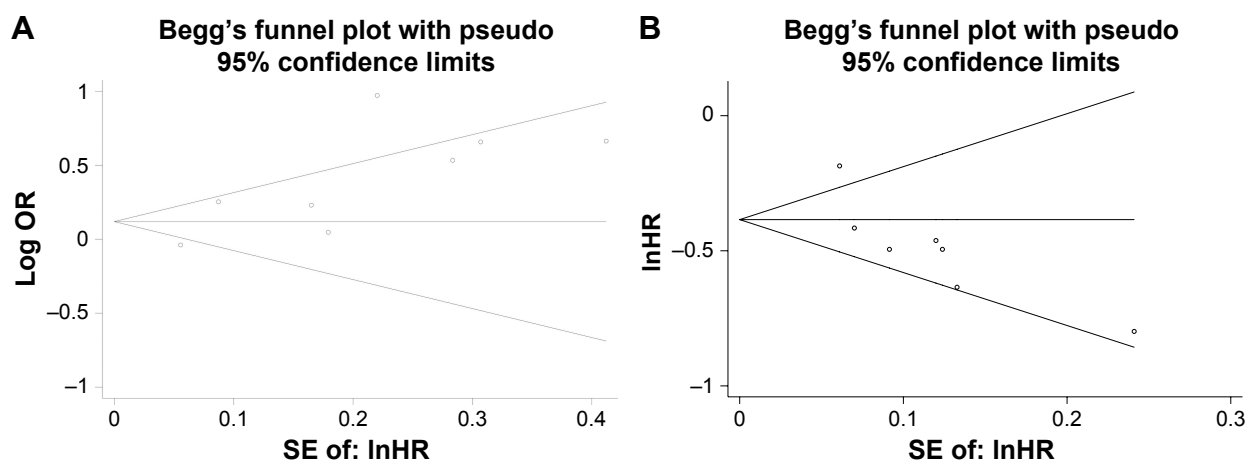 A
Begg's funnel plot with pseudo
95% confidence limits
Log OR
1
0.5
0
–0.5
–1
0
0.1
0.2
0.3
0.4
SE of: lnHR
B
Begg's funnel plot with pseudo
95% confidence limits
lnHR
0
–0.5
–1
0
0.1
0.2
0.3
SE of: lnHR